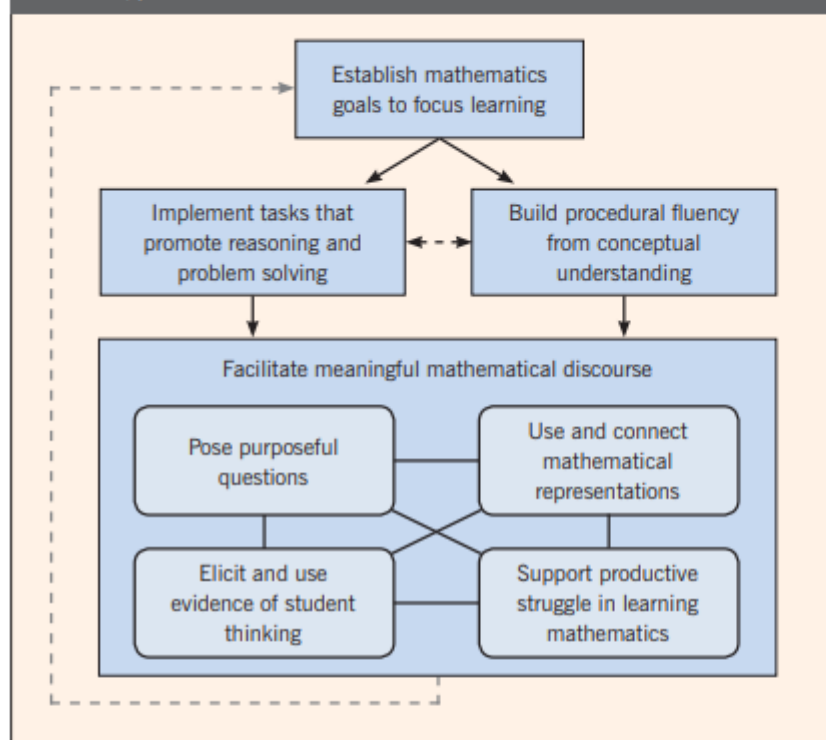 Establish mathematics
goals to focus learning
Implement tasks that
promote reasoning and
problem solving
Build procedural fluency
from conceptual
understanding
Facilitate meaningful mathematical discourse
Pose purposeful
questions
Use and connect
mathematical
representations
Elicit and use
evidence of student
thinking
Support productive
struggle in learning
mathematics